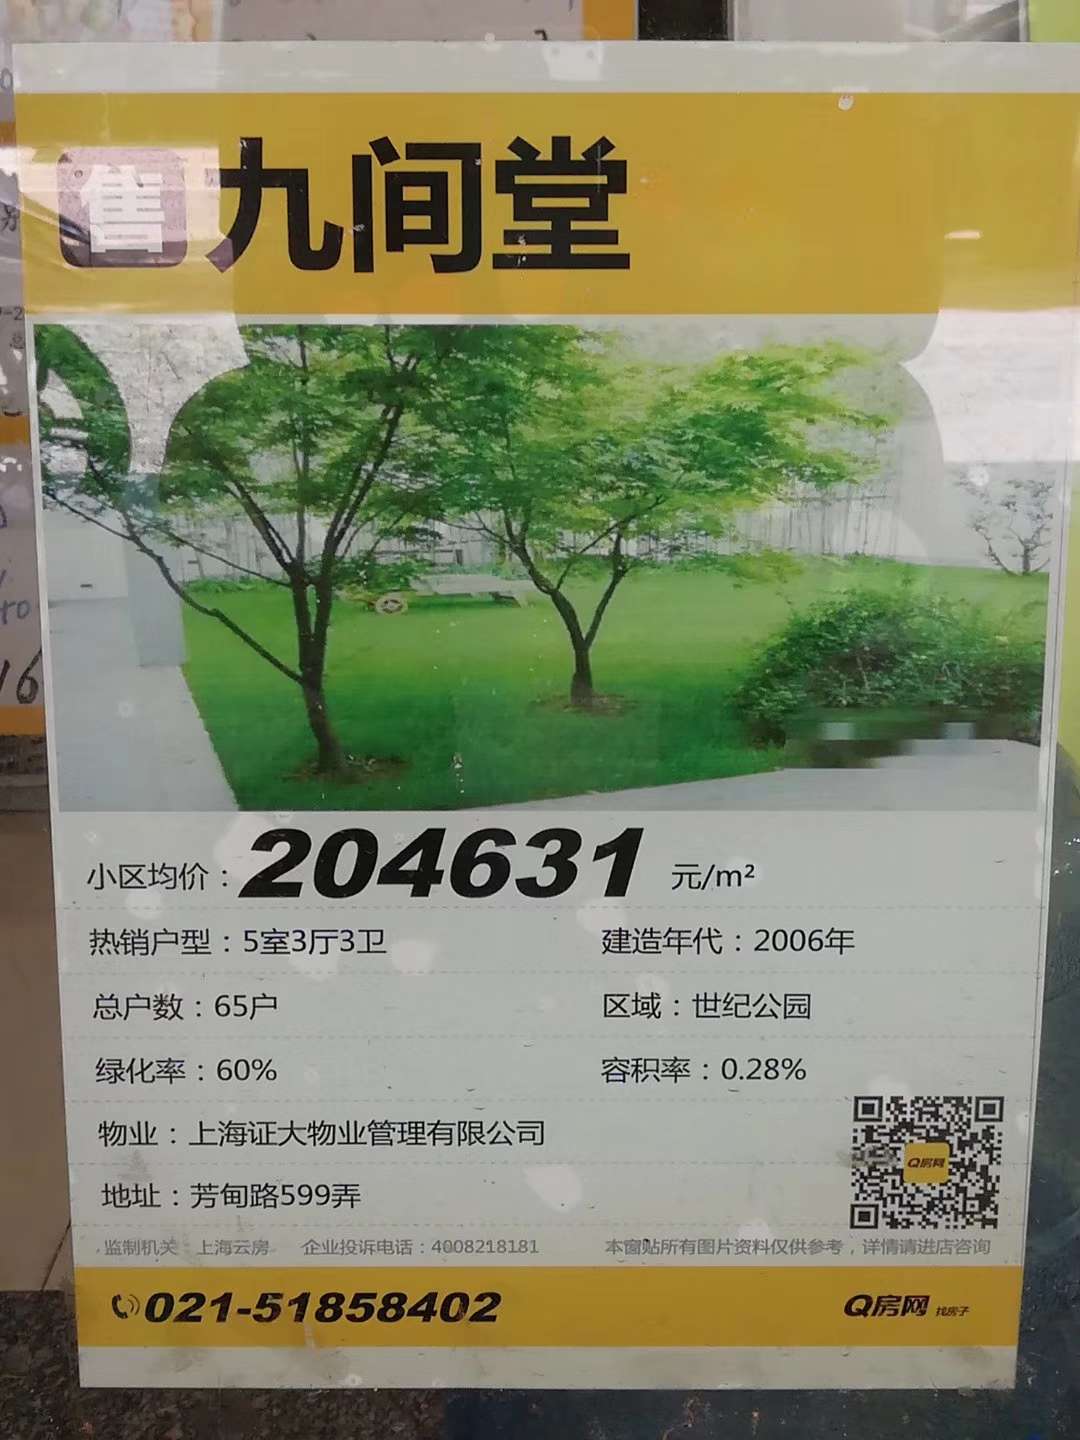 售 九间堂
小区均价：204631 元/m²
热销户型：5室3厅3卫 建造年代：2006年
总户数：65户 区域：世纪公园
绿化率：60% 容积率：0.28%
物业：上海证大物业管理有限公司
地址：芳甸路599弄
Q房网
监制机关 上海云房 企业投诉电话：4008218181 本窗贴所有图片资料仅供参考，详情请进店咨询
021-51858402 Q房网 找房子